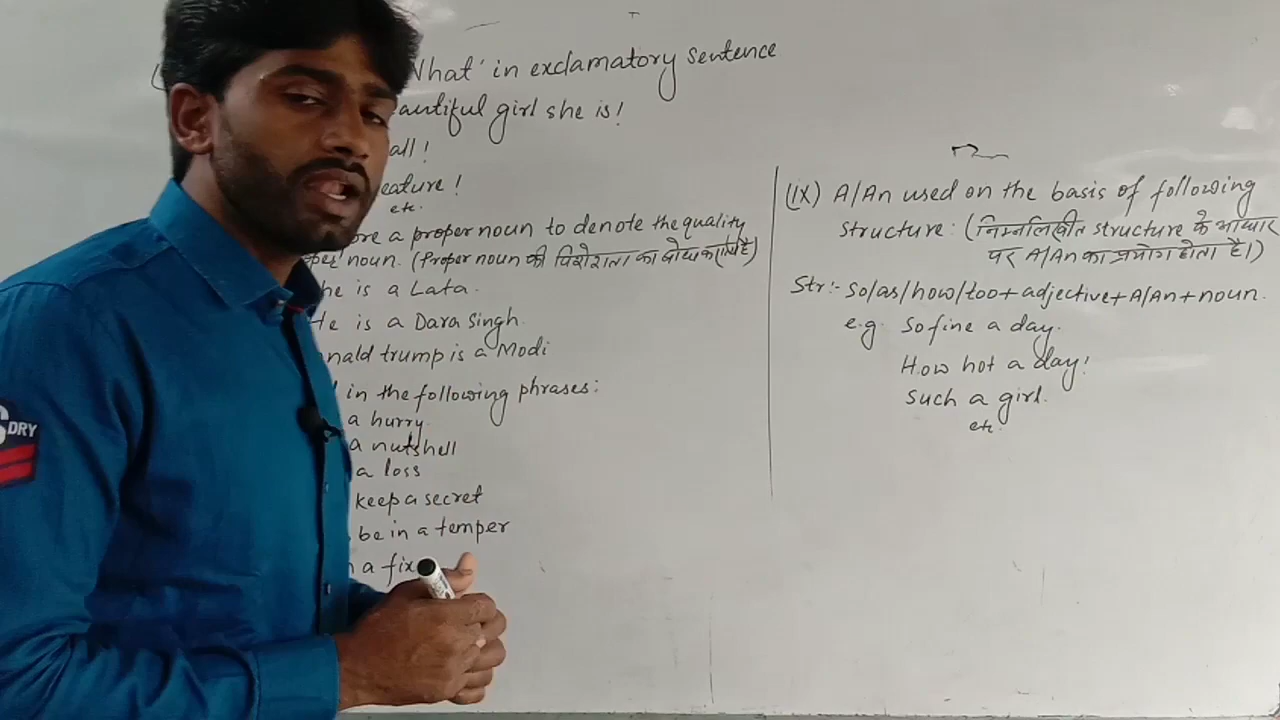 What' in exclamatory sentence
eautiful girl she is!
all!
eature!
etc.
ore a proper noun to denote the quality
per noun. (Proper noun की विशेषता का बोध कराता है)
he is a Lata.
He is a Dara Singh.
onald trump is a Modi
in the following phrases:
a hurry.
a nutshell
a loss
keep a secret
be in a temper
n a fix
(ix) A/An used on the basis of following
structure: (निम्नलिखीत structure के आधार
पर A/An का प्रयोग होता है।)
Str:- So/as/how/too+adjective+A/An+noun.
e.g. So fine a day.
How hot a day!
Such a girl.
etc.
DRY